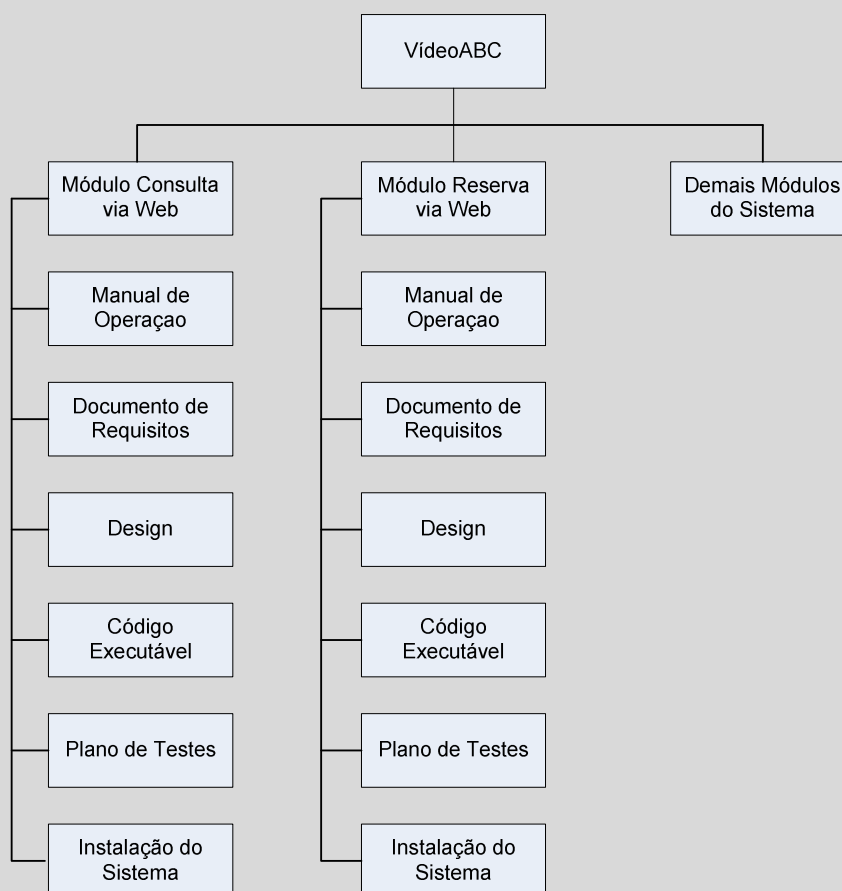 VídeoABC
Módulo Consulta
via Web
Módulo Reserva
via Web
Demais Módulos
do Sistema
Manual de
Operaçao
Manual de
Operaçao
Documento de
Requisitos
Documento de
Requisitos
Design
Design
Código
Executável
Código
Executável
Plano de Testes
Plano de Testes
Instalação do
Sistema
Instalação do
Sistema